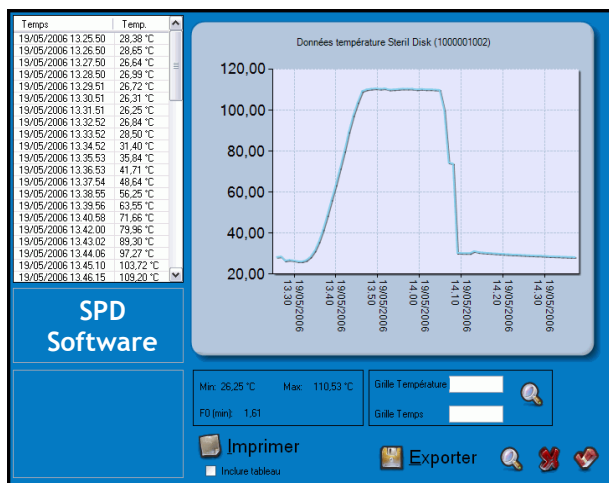 Temps Temp.
19/05/2006 13.25.50 28,38 °C
19/05/2006 13.26.50 28,65 °C
19/05/2006 13.27.50 26,64 °C
19/05/2006 13.28.50 26,99 °C
19/05/2006 13.29.51 26,72 °C
19/05/2006 13.30.51 26,31 °C
19/05/2006 13.31.51 26,25 °C
19/05/2006 13.32.52 26,84 °C
19/05/2006 13.33.52 28,50 °C
19/05/2006 13.34.52 31,40 °C
19/05/2006 13.35.53 35,84 °C
19/05/2006 13.36.53 41,71 °C
19/05/2006 13.37.54 48,64 °C
19/05/2006 13.38.55 56,25 °C
19/05/2006 13.39.56 63,55 °C
19/05/2006 13.40.58 71,66 °C
19/05/2006 13.42.00 79,96 °C
19/05/2006 13.43.02 89,30 °C
19/05/2006 13.44.06 97,27 °C
19/05/2006 13.45.10 103,72 °C
19/05/2006 13.46.15 109,20 °C
SPD
Software
Données température Steril Disk (1000001002)
120,00
100,00
80,00
60,00
40,00
20,00
19/05/2006
13.30
19/05/2006
13.40
19/05/2006
13.50
19/05/2006
14.00
19/05/2006
14.10
19/05/2006
14.20
19/05/2006
14.30
Min: 26,25 °C Max: 110,53 °C
F0 (min): 1,61
Grille Température
Grille Temps
Imprimer
Inclure tableau
Exporter